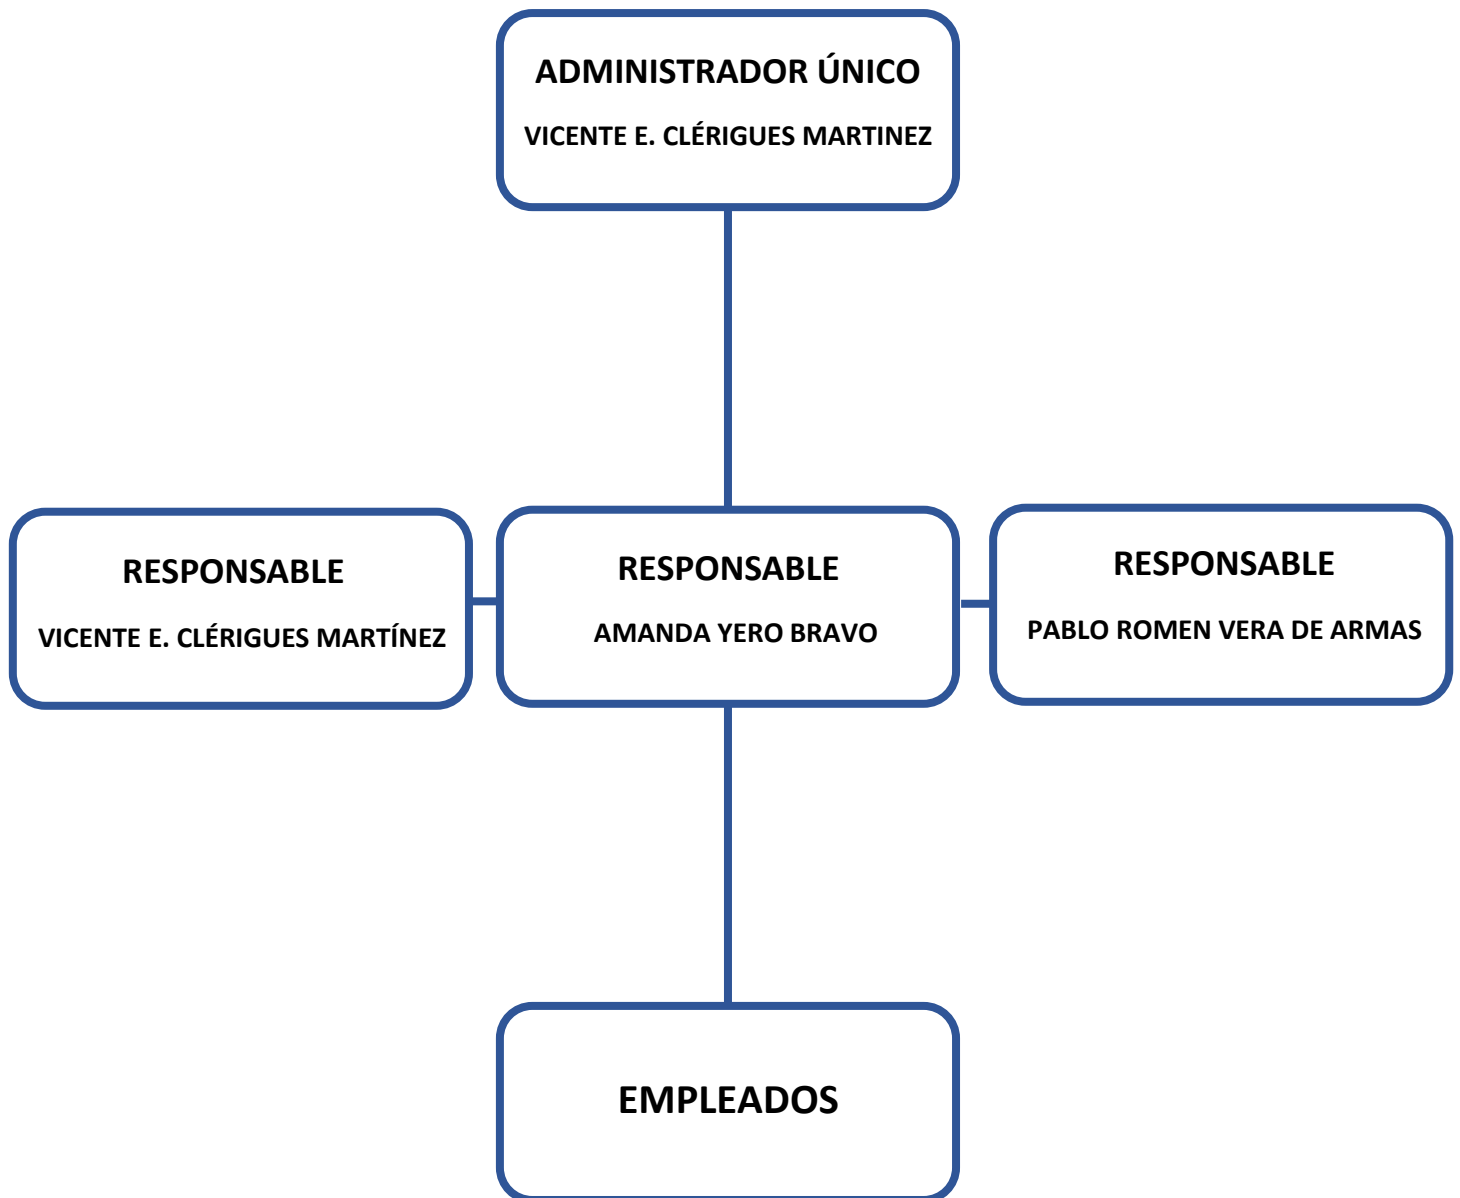 ADMINISTRADOR ÚNICO
VICENTE E. CLÉRIGUES MARTINEZ
RESPONSABLE
VICENTE E. CLÉRIGUES MARTÍNEZ
RESPONSABLE
AMANDA YERO BRAVO
RESPONSABLE
PABLO ROMEN VERA DE ARMAS
EMPLEADOS